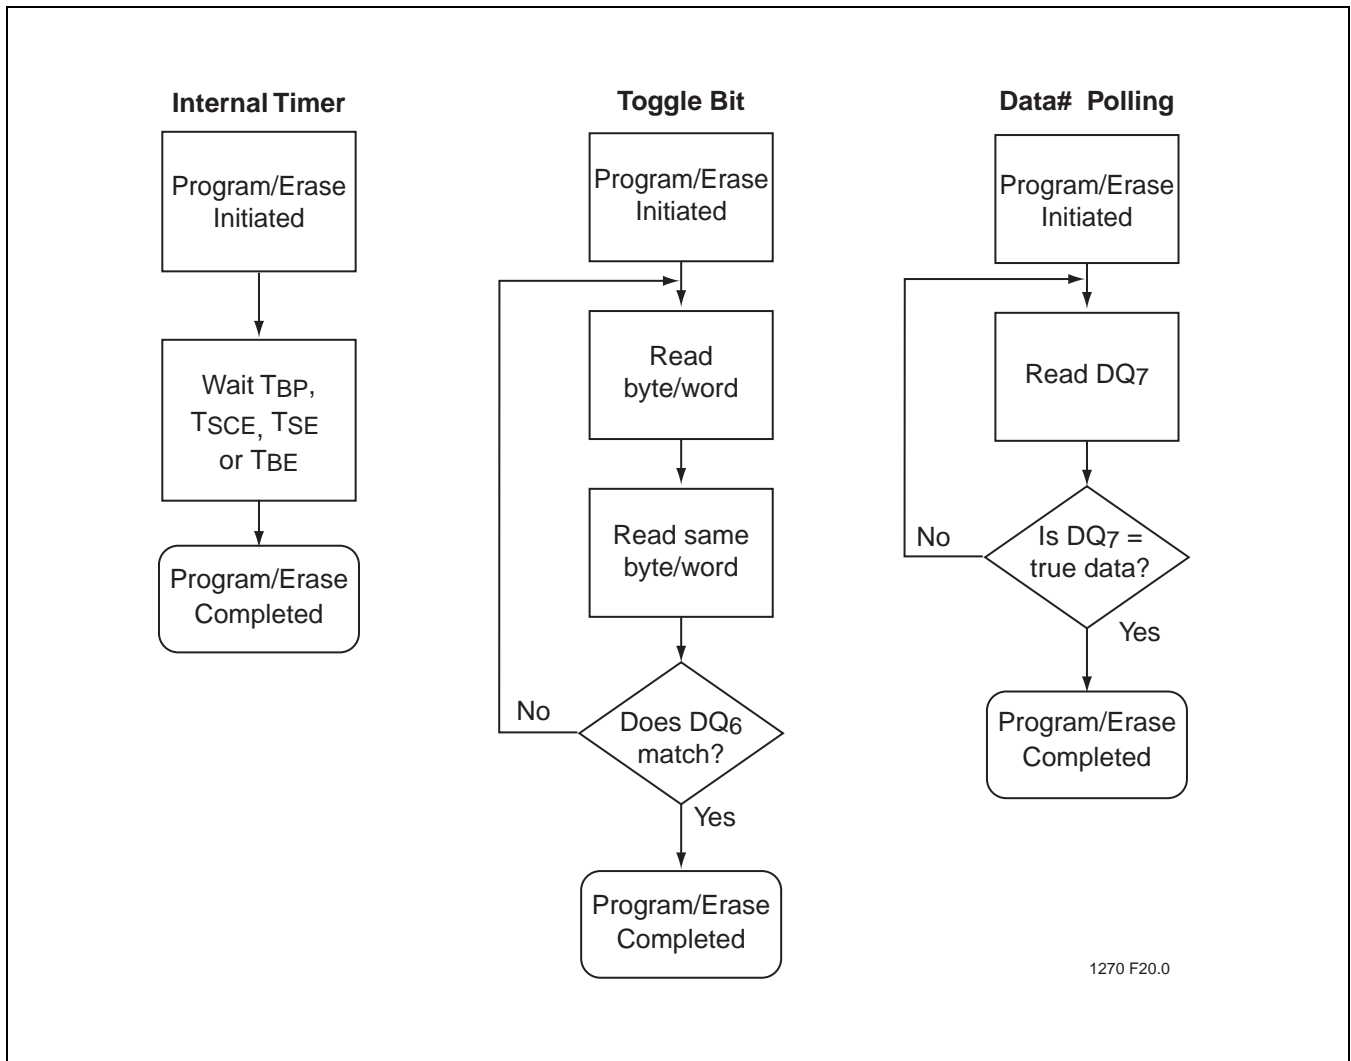 Internal Timer
Program/Erase
Initiated
Wait TBP,
TSCE, TSE
or TBE
Program/Erase
Completed
Toggle Bit
Program/Erase
Initiated
Read
byte/word
Read same
byte/word
Does DQ6
match?
No
Yes
Program/Erase
Completed
Data# Polling
Program/Erase
Initiated
Read DQ7
Is DQ7 =
true data?
No
Yes
Program/Erase
Completed
1270 F20.0